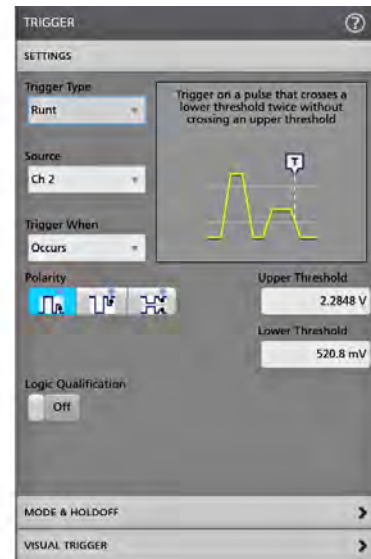 TRIGGER
?
SETTINGS
Trigger Type
Runt
Trigger on a pulse that crosses a
lower threshold twice without
crossing an upper threshold
T
Source
Ch 2
Trigger When
Occurs
Polarity
Upper Threshold
2.2848 V
Lower Threshold
520.8 mV
Logic Qualification
Off
MODE & HOLDOFF
VISUAL TRIGGER